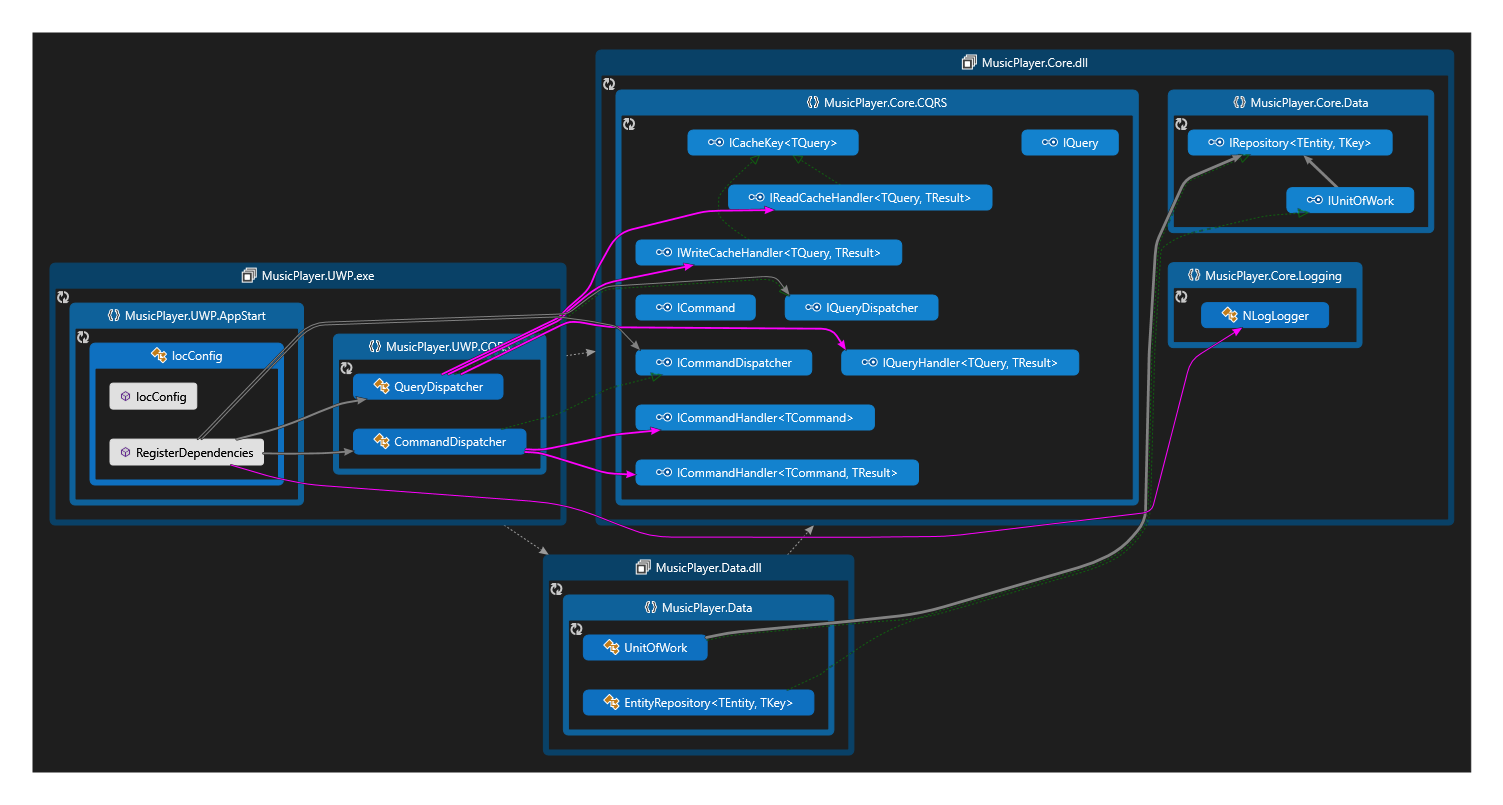 MusicPlayer.Core.dll
MusicPlayer.Core.CQRS
ICacheKey<TQuery>
IQuery
IReadCacheHandler<TQuery, TResult>
IWriteCacheHandler<TQuery, TResult>
ICommand
IQueryDispatcher
ICommandDispatcher
IQueryHandler<TQuery, TResult>
ICommandHandler<TCommand>
ICommandHandler<TCommand, TResult>
MusicPlayer.Core.Data
IRepository<TEntity, TKey>
IUnitOfWork
MusicPlayer.Core.Logging
NLogLogger
MusicPlayer.UWP.exe
MusicPlayer.UWP.AppStart
IocConfig
IocConfig
RegisterDependencies
MusicPlayer.UWP.CQRS
QueryDispatcher
CommandDispatcher
MusicPlayer.Data.dll
MusicPlayer.Data
UnitOfWork
EntityRepository<TEntity, TKey>